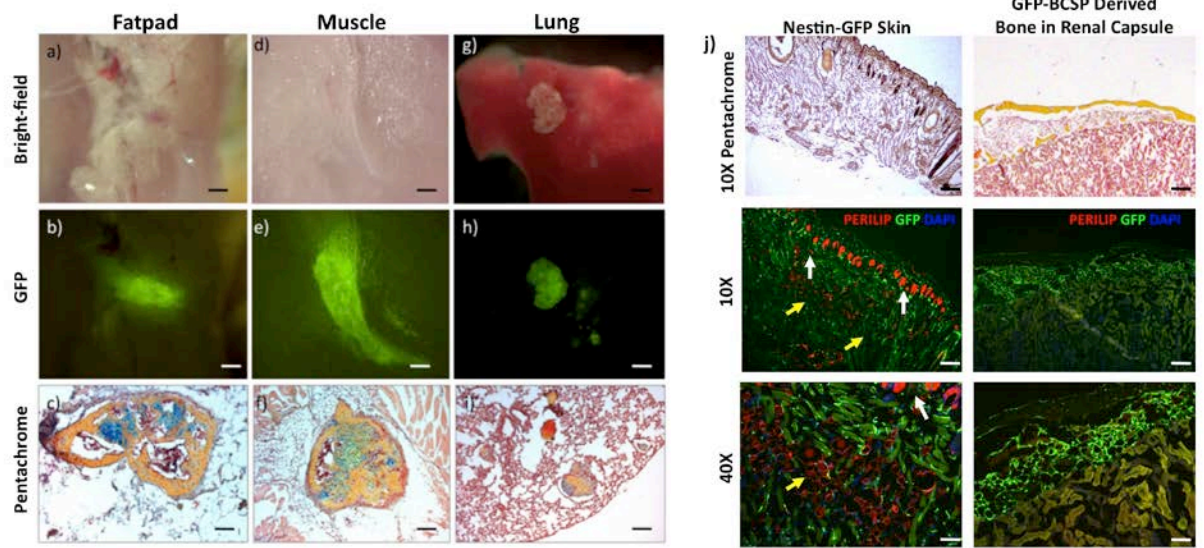 Fatpad
Muscle
Lung
Bright-field
a)
d)
g)
GFP
b)
e)
h)
Pentachrome
c)
f)
i)
j)
Nestin-GFP Skin
GFP-BCSP Derived
Bone in Renal Capsule
10X Pentachrome
10X
PERILIP GFP DAPI
PERILIP GFP DAPI
40X